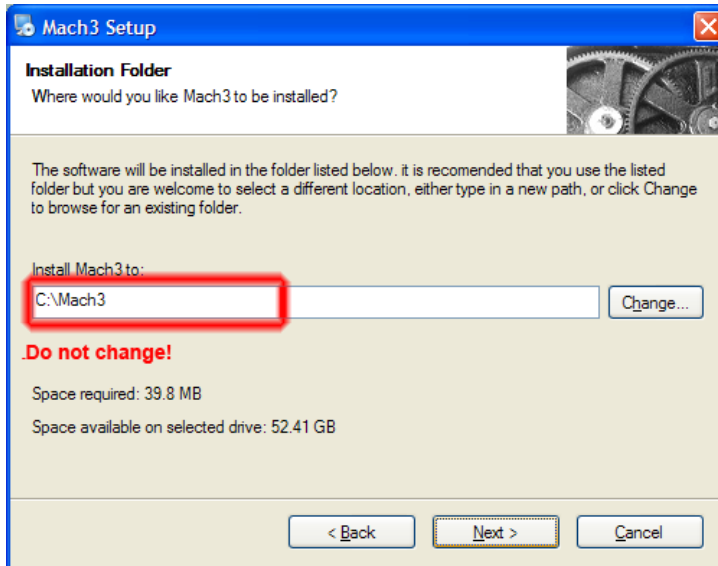 Mach3 Setup
Installation Folder
Where would you like Mach3 to be installed?
The software will be installed in the folder listed below. it is recomended that you use the listed
folder but you are welcome to select a different location, either type in a new path, or click Change
to browse for an existing folder.
Install Mach3 to:
C:\Mach3
Change...
Do not change!
Space required: 39.8 MB
Space available on selected drive: 52.41 GB
< Back
Next >
Cancel